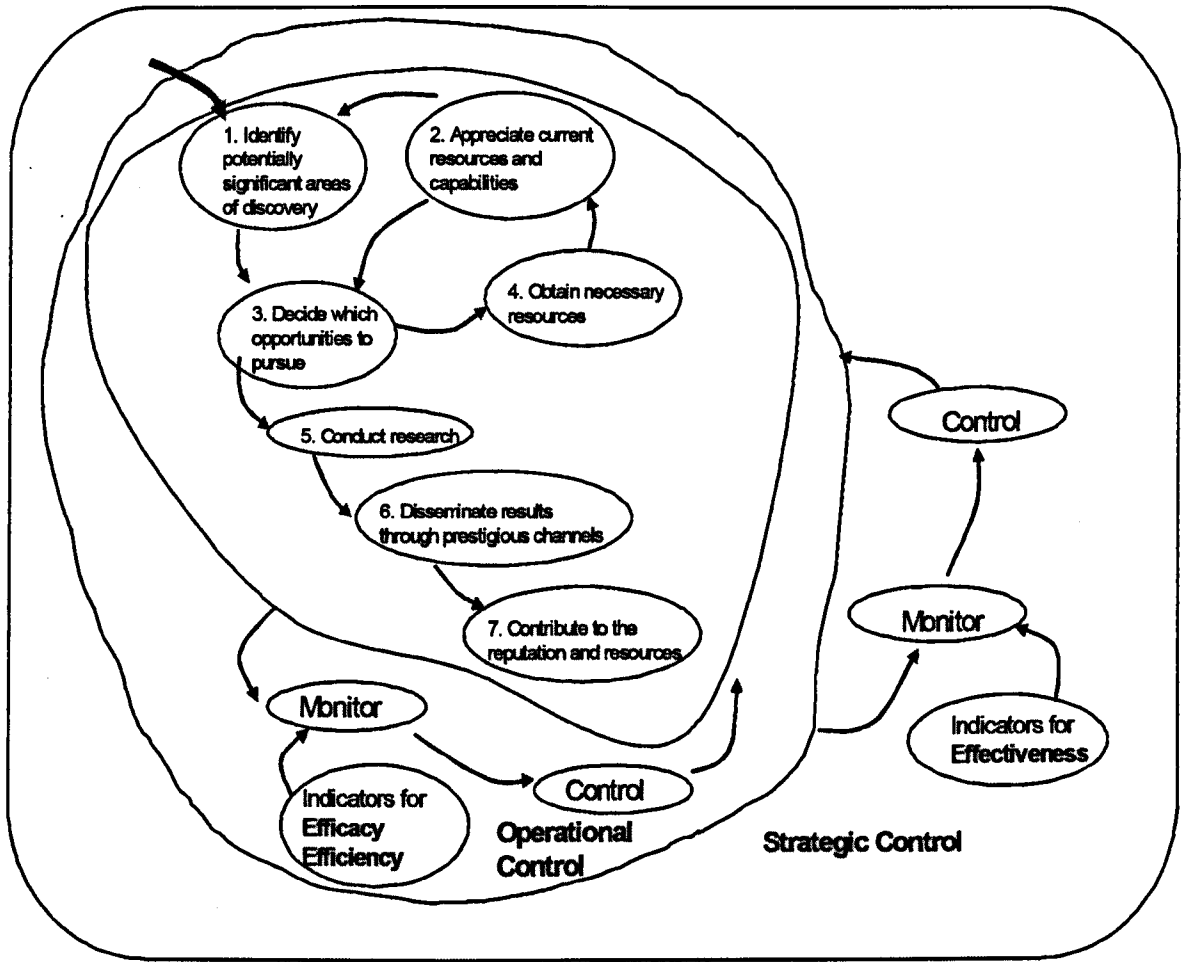 1. Identify
potentially
significant areas
of discovery
2. Appreciate current
resources and
capabilities
3. Decide which
opportunities to
pursue
4. Obtain necessary
resources
5. Conduct research
6. Disseminate results
through prestigious channels
7. Contribute to the
reputation and resources
Monitor
Indicators for
Efficacy
Efficiency
Control
Operational
Control
Control
Monitor
Indicators for
Effectiveness
Strategic Control